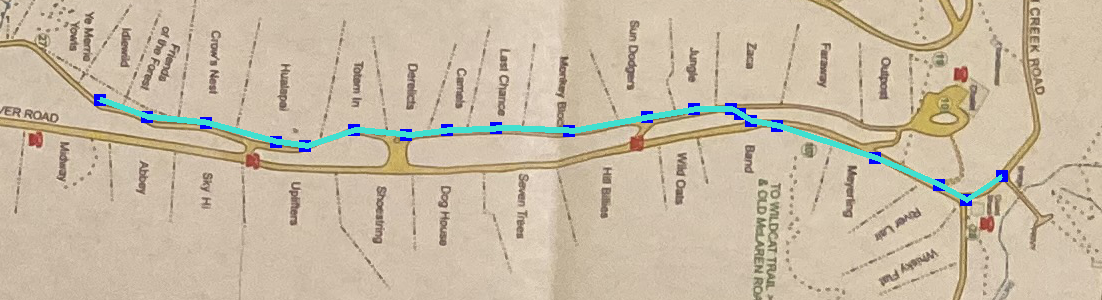 Ye Merrie
Yowls
Idlewild
Friends
of the Forest
Crow's Nest
Hualapai
Totem In
Derelicts
Camels
Last Chance
Monkey Block
Sun Dodgers
Jungle
Zaca
Faraway
Outpost
CREEK ROAD
VER ROAD
Midway
Abbey
Sky Hi
Uplifters
Shoestring
Dog House
Seven Trees
Hill Billies
Wild Oats
Band
Meyerling
River Lair
Whisky Flat
TO WILDCAT TRAIL
& OLD McLAREN ROA